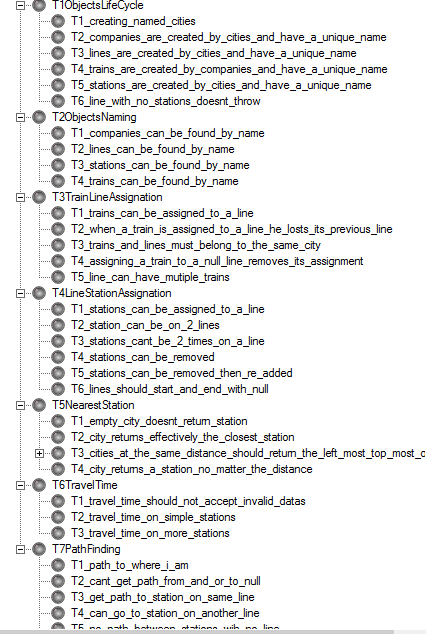 T1ObjectsLifeCycle
T1_creating_named_cities
T2_companies_are_created_by_cities_and_have_a_unique_name
T3_lines_are_created_by_cities_and_have_a_unique_name
T4_trains_are_created_by_companies_and_have_a_unique_name
T5_stations_are_created_by_cities_and_have_a_unique_name
T6_line_with_no_stations_doesnt_throw
T2ObjectsNaming
T1_companies_can_be_found_by_name
T2_lines_can_be_found_by_name
T3_stations_can_be_found_by_name
T4_trains_can_be_found_by_name
T3TrainLineAssignation
T1_trains_can_be_assigned_to_a_line
T2_when_a_train_is_assigned_to_a_line_he_losts_its_previous_line
T3_trains_and_lines_must_belong_to_the_same_city
T4_assigning_a_train_to_a_null_line_removes_its_assignment
T5_line_can_have_mutiple_trains
T4LineStationAssignation
T1_stations_can_be_assigned_to_a_line
T2_station_can_be_on_2_lines
T3_stations_cant_be_2_times_on_a_line
T4_stations_can_be_removed
T5_stations_can_be_removed_then_re_added
T6_lines_should_start_and_end_with_null
T5NearestStation
T1_empty_city_doesnt_return_station
T2_city_returns_effectively_the_closest_station
T3_cities_at_the_same_distance_should_return_the_left_most_top_most_c
T4_city_returns_a_station_no_matter_the_distance
T6TravelTime
T1_travel_time_should_not_accept_invalid_datas
T2_travel_time_on_simple_stations
T3_travel_time_on_more_stations
T7PathFinding
T1_path_to_where_i_am
T2_cant_get_path_from_and_or_to_null
T3_get_path_to_station_on_same_line
T4_can_go_to_station_on_another_line